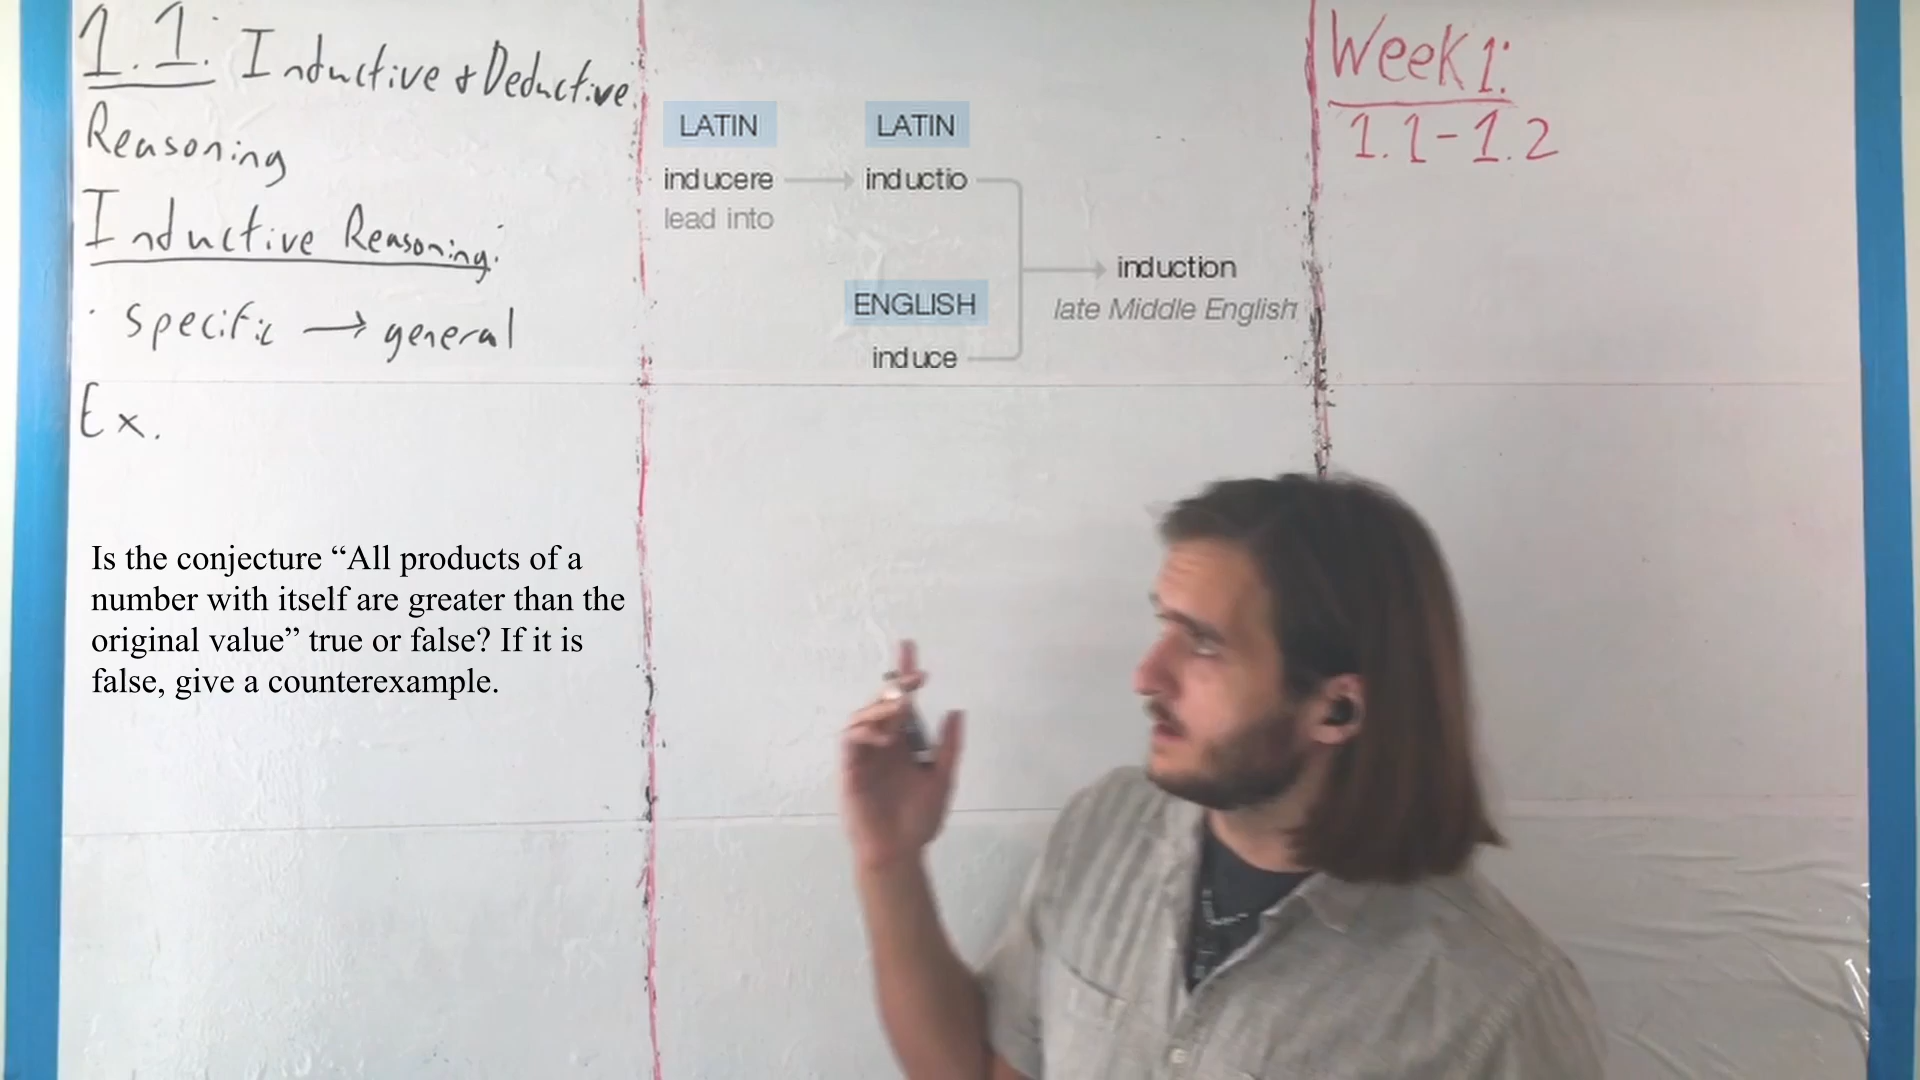 1.1: Inductive & Deductive
Reasoning
Inductive Reasoning:
· specific → general
Ex.
Is the conjecture “All products of a
number with itself are greater than the
original value” true or false? If it is
false, give a counterexample.
LATIN LATIN
inducere inductio
lead into
ENGLISH
induce
induction
late Middle English
Week 1:
1.1-1.2